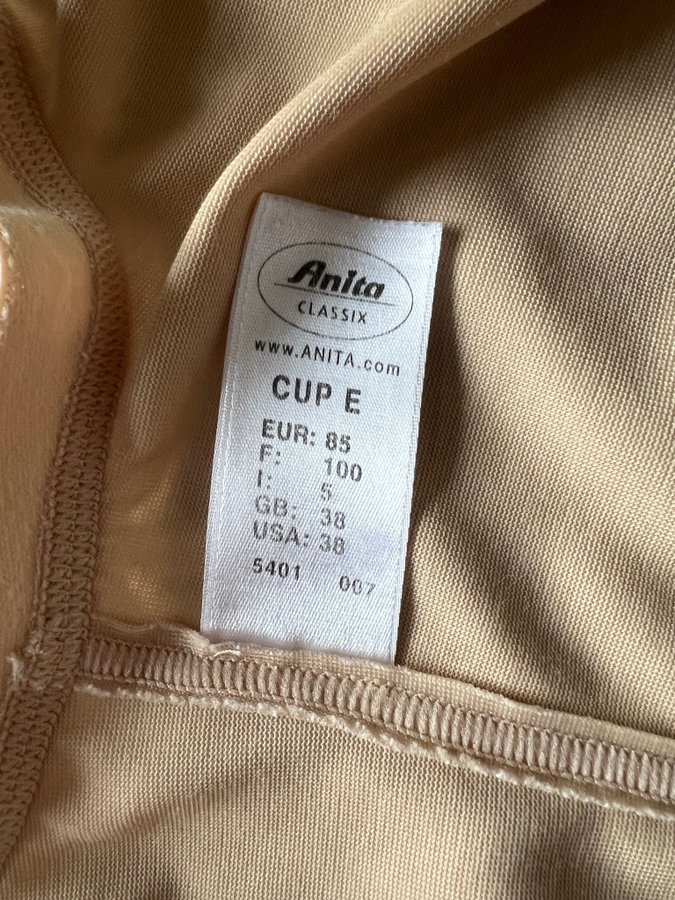 Anita
CLASSIX
www.ANITA.com
CUP E
EUR: 85
F: 100
I: 5
GB: 38
USA: 38
5401 007